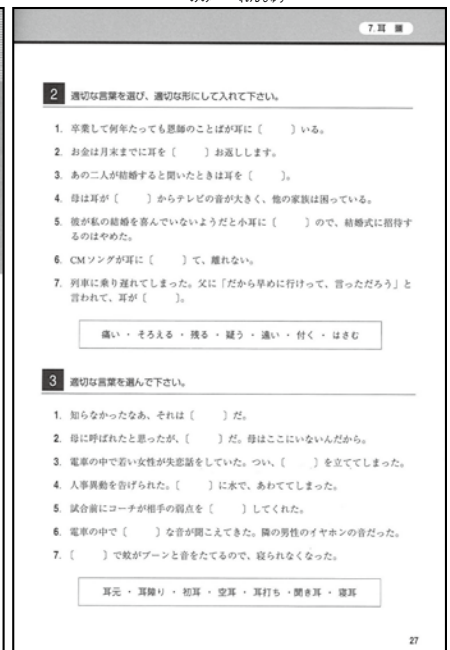 7.耳
2 適切な言葉を選び、適切な形にして入れて下さい。
1. 卒業して何年たっても恩師のことばが耳に〔 〕いる。
2. お金は月末までに耳を〔 〕お返しします。
3. あの二人が結婚すると聞いたときは耳を〔 〕。
4. 母は耳が〔 〕からテレビの音が大きく、他の家族は困っている。
5. 彼が私の結婚を喜んでいないようだと小耳に〔 〕ので、結婚式に招待す
るのはやめた。
6. CMソングが耳に〔 〕て、離れない。
7. 列車に乗り遅れてしまった。父に「だから早めに行けって、言っただろう」と
言われて、耳が〔 〕。
痛い ・ そろえる ・ 残る ・ 疑う ・ 遠い ・ 付く ・ はさむ
3 適切な言葉を選んで下さい。
1. 知らなかったなあ、それは〔 〕だ。
2. 母に呼ばれたと思ったが、〔 〕だ。母はここにいないんだから。
3. 電車の中で若い女性が失恋話をしていた。つい、〔 〕を立ててしまった。
4. 人事異動を告げられた。〔 〕に水で、あわててしまった。
5. 試合前にコーチが相手の弱点を〔 〕してくれた。
6. 電車の中で〔 〕な音が聞こえてきた。隣の男性のイヤホンの音だった。
7. 〔 〕で蚊がブーンと音をたてるので、寝られなくなった。
耳元 ・ 耳障り ・ 初耳 ・ 空耳 ・ 耳打ち ・ 聞き耳 ・ 寝耳
27